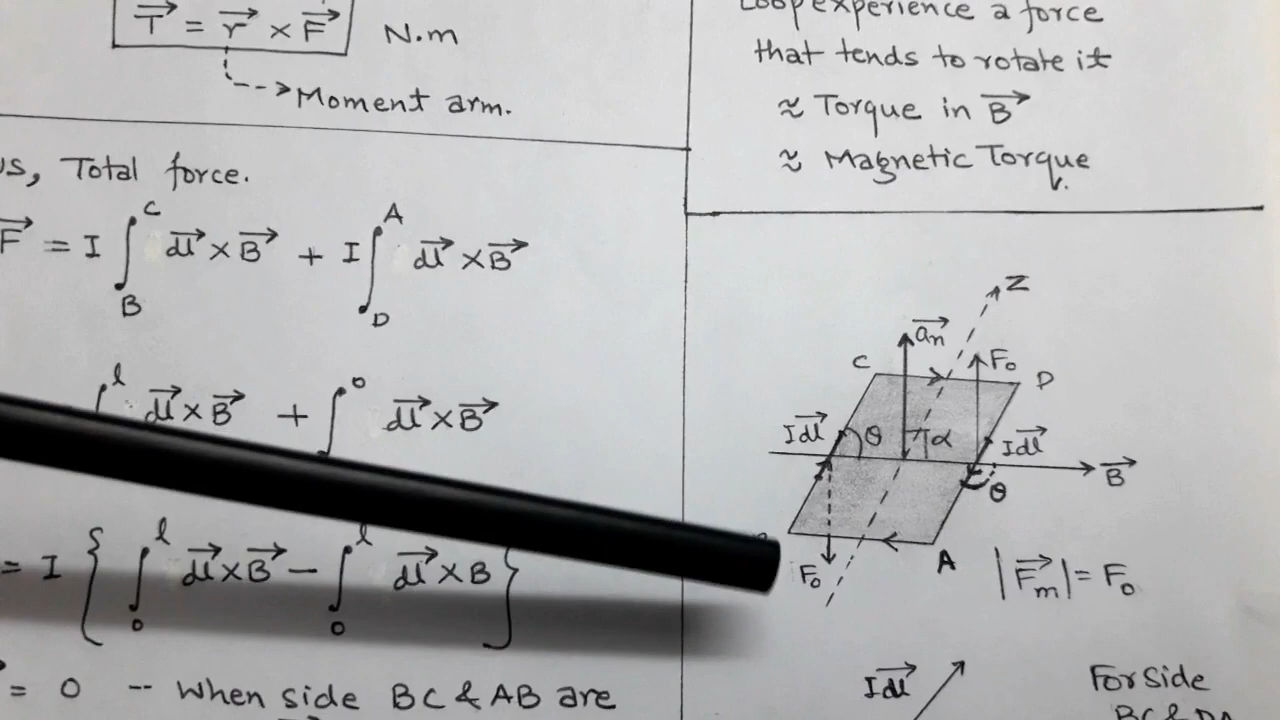 T⃗ = r⃗ × F⃗ N.m
Moment arm.
Total force.
F⃗ = I ∫_B^C dl⃗ × B⃗ + I ∫_D^A dl⃗ × B⃗
∫^l dl⃗ × B⃗ + ∫^0 dl⃗ × B⃗
= I { ∫_0^l dl⃗ × B⃗ − ∫_0^l dl⃗ × B }
= 0 -- When side BC & AB are
Loop experience a force
that tends to rotate it
≈ Torque in B⃗
≈ Magnetic Torque
Z
a⃗n
F₀
C
D
Idl⃗
θ
α
Idl⃗
B⃗
θ
F₀
A
|F⃗m| = F₀
Idl⃗
For side
BC & DA